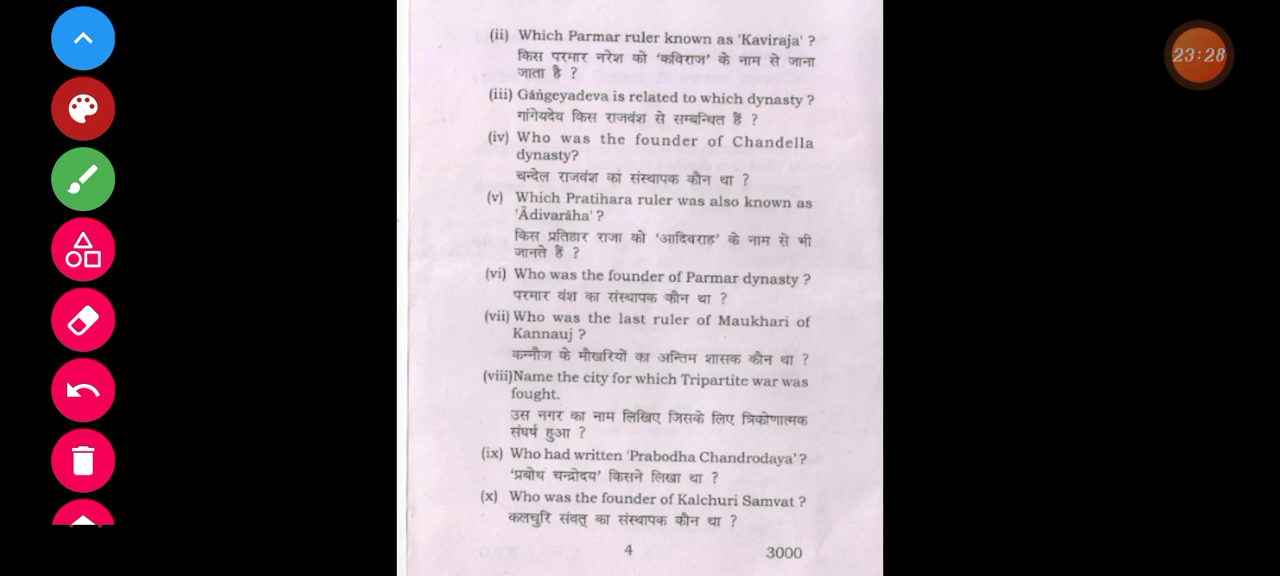 (ii) Which Parmar ruler known as 'Kaviraja' ?
किस परमार नरेश को 'कविराज' के नाम से जाना
जाता है ?
(iii) Gāṅgeyadeva is related to which dynasty ?
गांगेयदेव किस राजवंश से सम्बन्धित हैं ?
(iv) Who was the founder of Chandella
dynasty?
चन्देल राजवंश का संस्थापक कौन था ?
(v) Which Pratihara ruler was also known as
'Ādivarāha' ?
किस प्रतिहार राजा को 'आदिवराह' के नाम से भी
जानते हैं ?
(vi) Who was the founder of Parmar dynasty ?
परमार वंश का संस्थापक कौन था ?
(vii) Who was the last ruler of Maukhari of
Kannauj ?
कन्नौज के मौखरियों का अन्तिम शासक कौन था ?
(viii)Name the city for which Tripartite war was
fought.
उस नगर का नाम लिखिए जिसके लिए त्रिकोणात्मक
संघर्ष हुआ ?
(ix) Who had written 'Prabodha Chandrodaya' ?
'प्रबोध चन्द्रोदय' किसने लिखा था ?
(x) Who was the founder of Kalchuri Samvat ?
कलचुरि संवत् का संस्थापक कौन था ?
4 3000
23:28